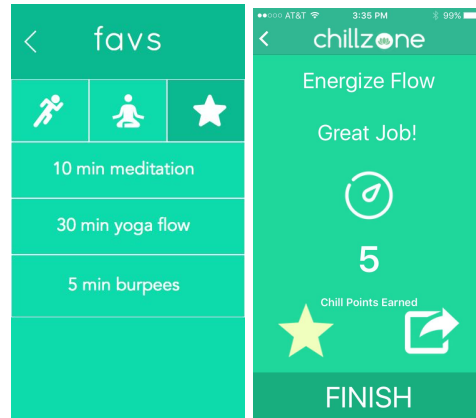 favs
10 min meditation
30 min yoga flow
5 min burpees
AT&T 3:35 PM 99%
chillzone
Energize Flow
Great Job!
5
Chill Points Earned
FINISH